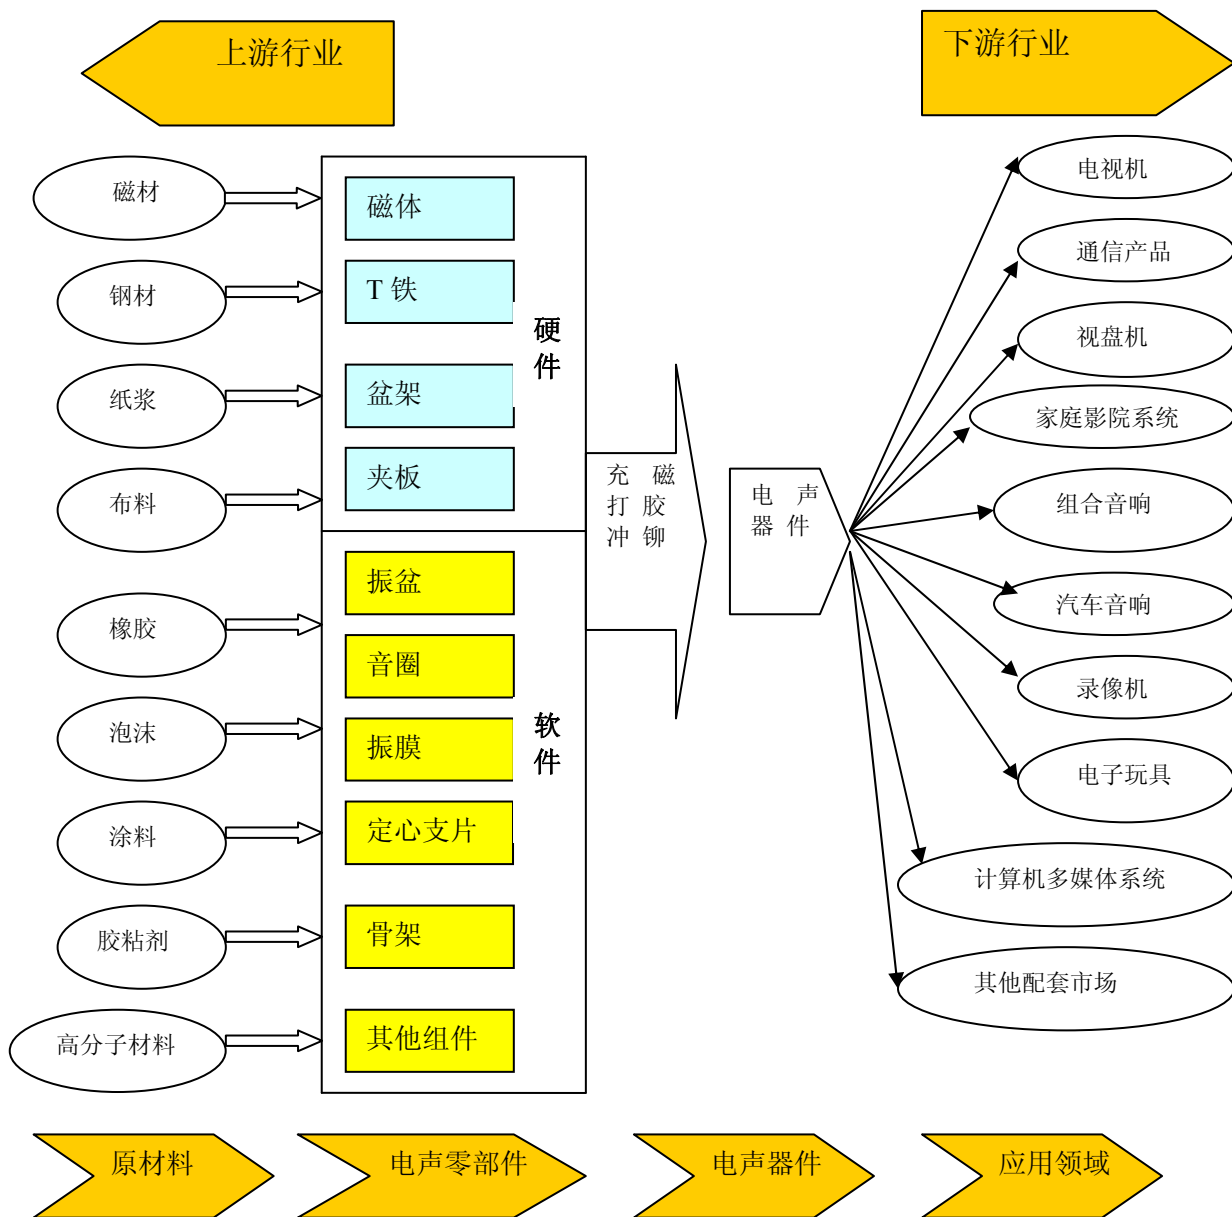 上游行业
下游行业
磁材
钢材
纸浆
布料
橡胶
泡沫
涂料
胶粘剂
高分子材料
磁体
T 铁
盆架
夹板
硬
件
振盆
音圈
振膜
定心支片
骨架
其他组件
软
件
充 磁
打 胶
冲 铆
电 声
器 件
电视机
通信产品
视盘机
家庭影院系统
组合音响
汽车音响
录像机
电子玩具
计算机多媒体系统
其他配套市场
原材料
电声零部件
电声器件
应用领域